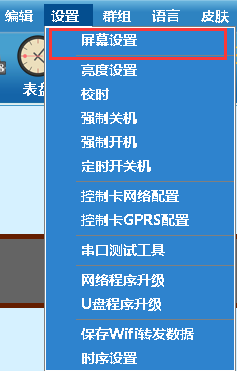 编辑 设置 群组 语言 皮肤
屏幕设置
表盘
亮度设置
校时
强制关机
强制开机
定时开关机
控制卡网络配置
控制卡GPRS配置
串口测试工具
网络程序升级
U盘程序升级
保存Wifi转发数据
时序设置